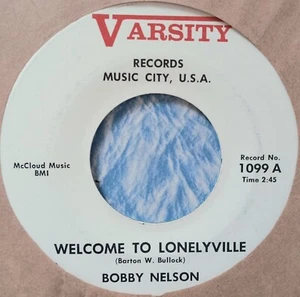 VARSITY
RECORDS
MUSIC CITY, U.S.A.
McCloud Music
BMI
Record No.
1099 A
Time 2:45
WELCOME TO LONELYVILLE
(Barton W. Bullock)
BOBBY NELSON